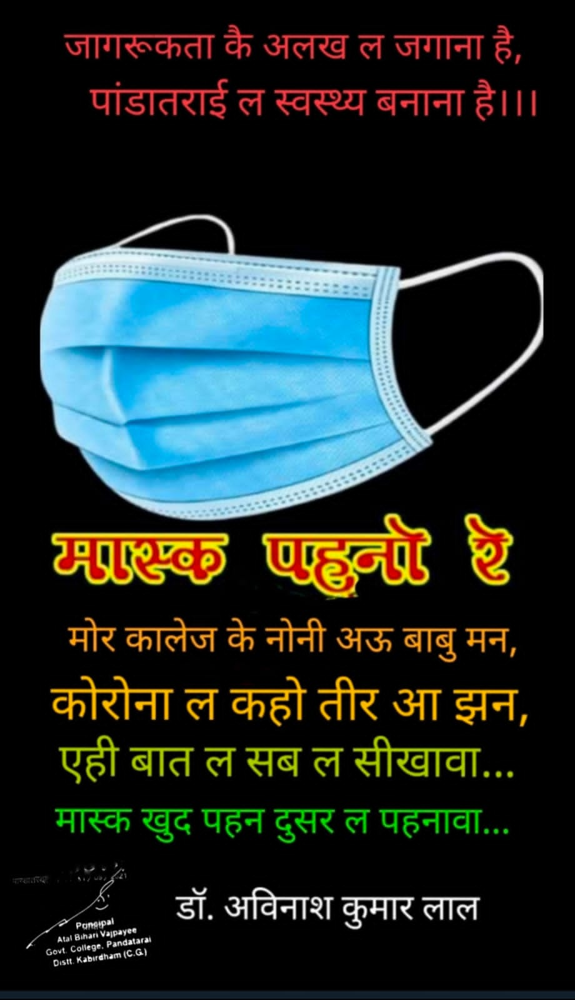 जागरूकता कै अलख ल जगाना है,
पांडातराई ल स्वस्थ्य बनाना है।।।
मास्क पहनो रे
मोर कालेज के नोनी अऊ बाबु मन,
कोरोना ल कहो तीर आ झन,
एही बात ल सब ल सीखावा...
मास्क खुद पहन दुसर ल पहनावा...
डॉ. अविनाश कुमार लाल
Principal
Atal Bihari Vajpayee
Govt. College, Pandatarai
Distt. Kabirdham (C.G.)